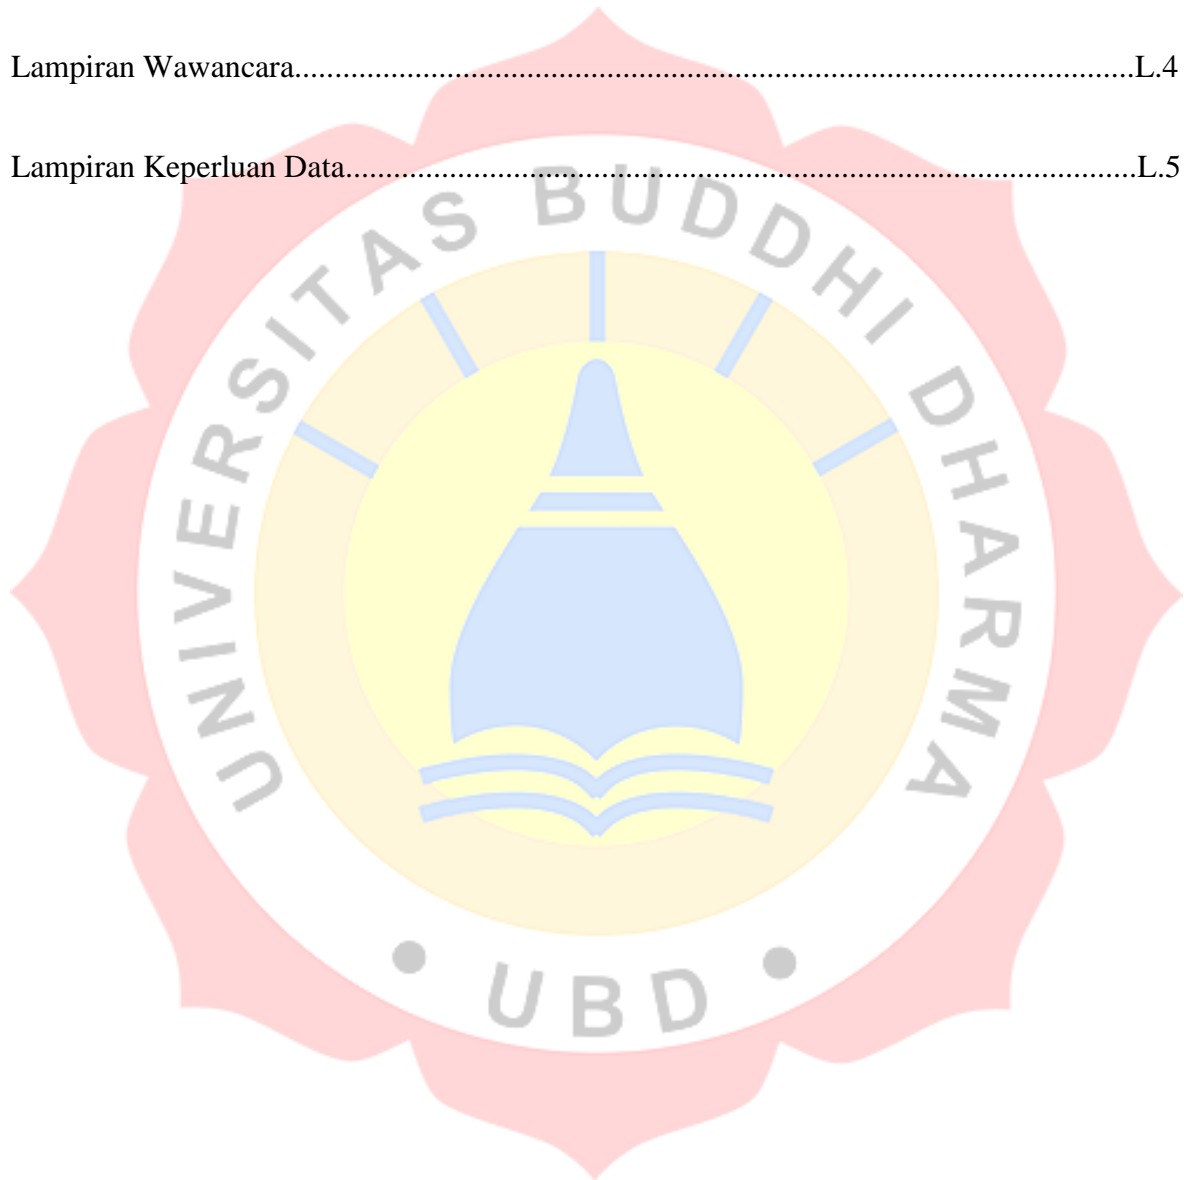 Lampiran Wawancara.........................................................................................................L.4
Lampiran Keperluan Data...................................................................................................L.5
UNIVERSITAS BUDDHI DHARMA
• UBD •